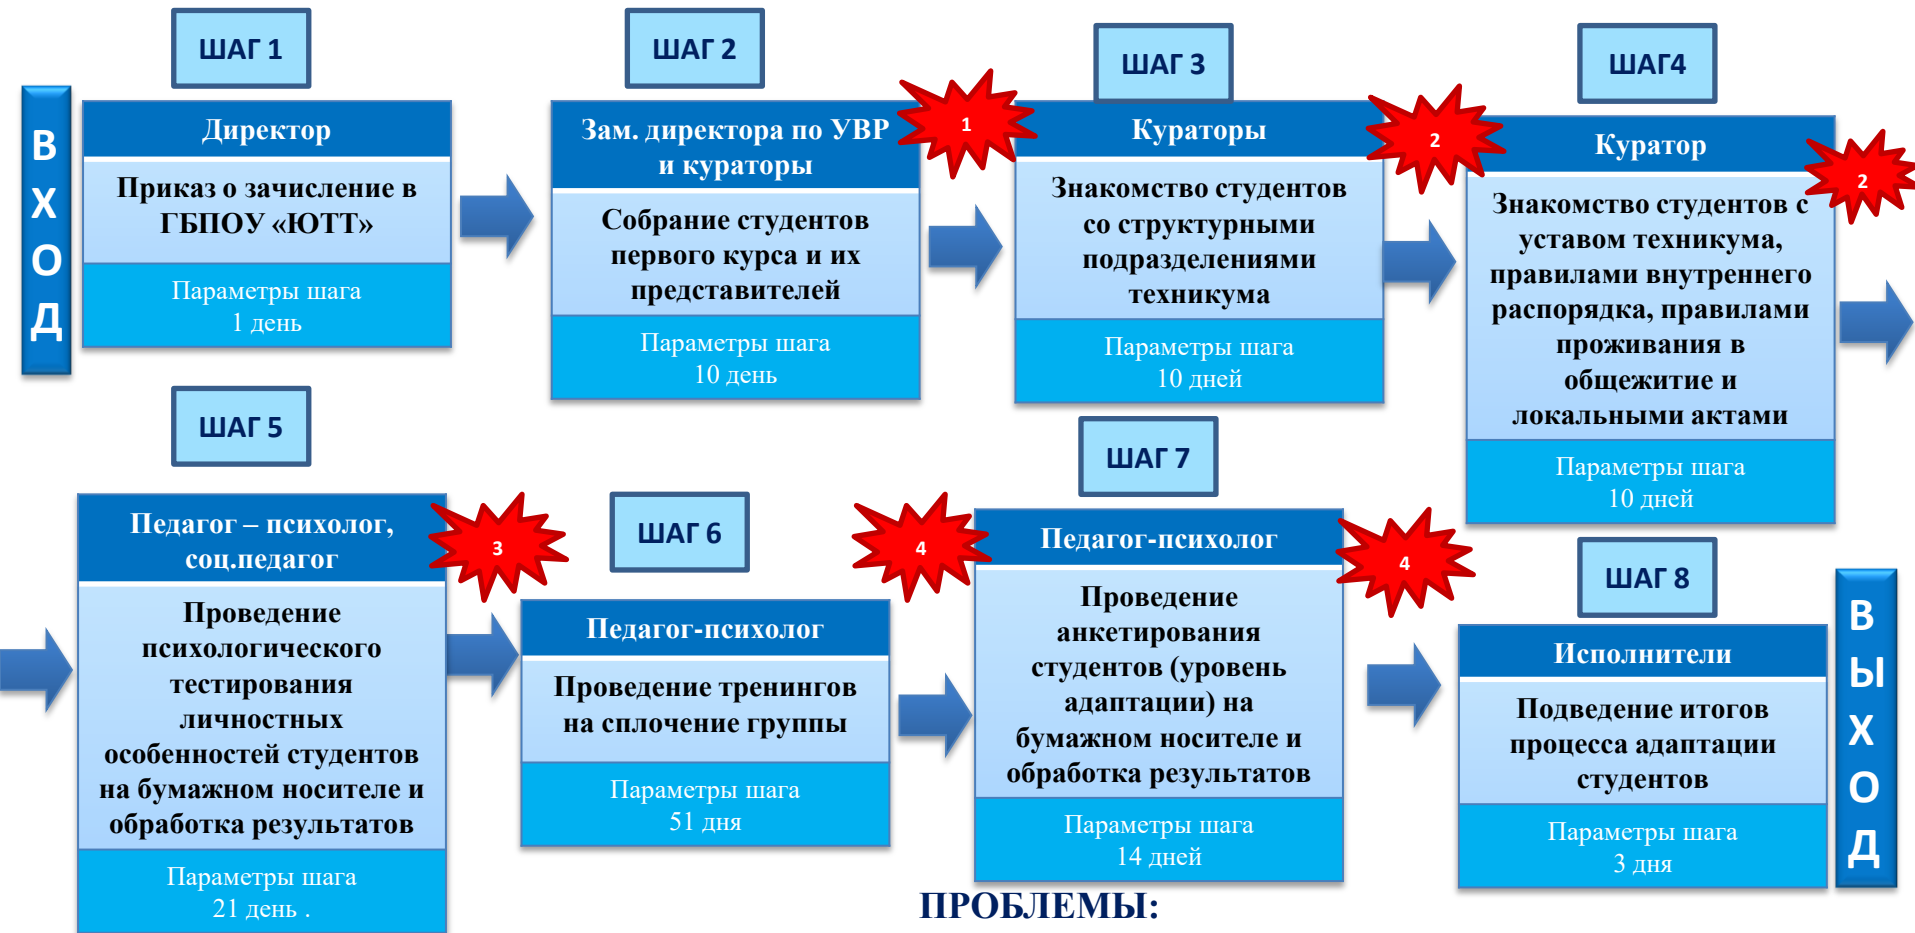 ВХОД
ШАГ 1
Директор
Приказ о зачисление в
ГБПОУ «ЮТТ»
Параметры шага
1 день
ШАГ 2
Зам. директора по УВР
и кураторы
Собрание студентов
первого курса и их
представителей
Параметры шага
10 день
1
ШАГ 3
Кураторы
Знакомство студентов
со структурными
подразделениями
техникума
Параметры шага
10 дней
2
ШАГ4
Куратор
Знакомство студентов с
уставом техникума,
правилами внутреннего
распорядка, правилами
проживания в
общежитие и
локальными актами
Параметры шага
10 дней
2
ШАГ 5
Педагог – психолог,
соц.педагог
Проведение
психологического
тестирования
личностных
особенностей студентов
на бумажном носителе и
обработка результатов
Параметры шага
21 день .
3
ШАГ 6
Педагог-психолог
Проведение тренингов
на сплочение группы
Параметры шага
51 дня
4
ШАГ 7
Педагог-психолог
Проведение
анкетирования
студентов (уровень
адаптации) на
бумажном носителе и
обработка результатов
Параметры шага
14 дней
4
ШАГ 8
Исполнители
Подведение итогов
процесса адаптации
студентов
Параметры шага
3 дня
ВЫХОД
ПРОБЛЕМЫ: